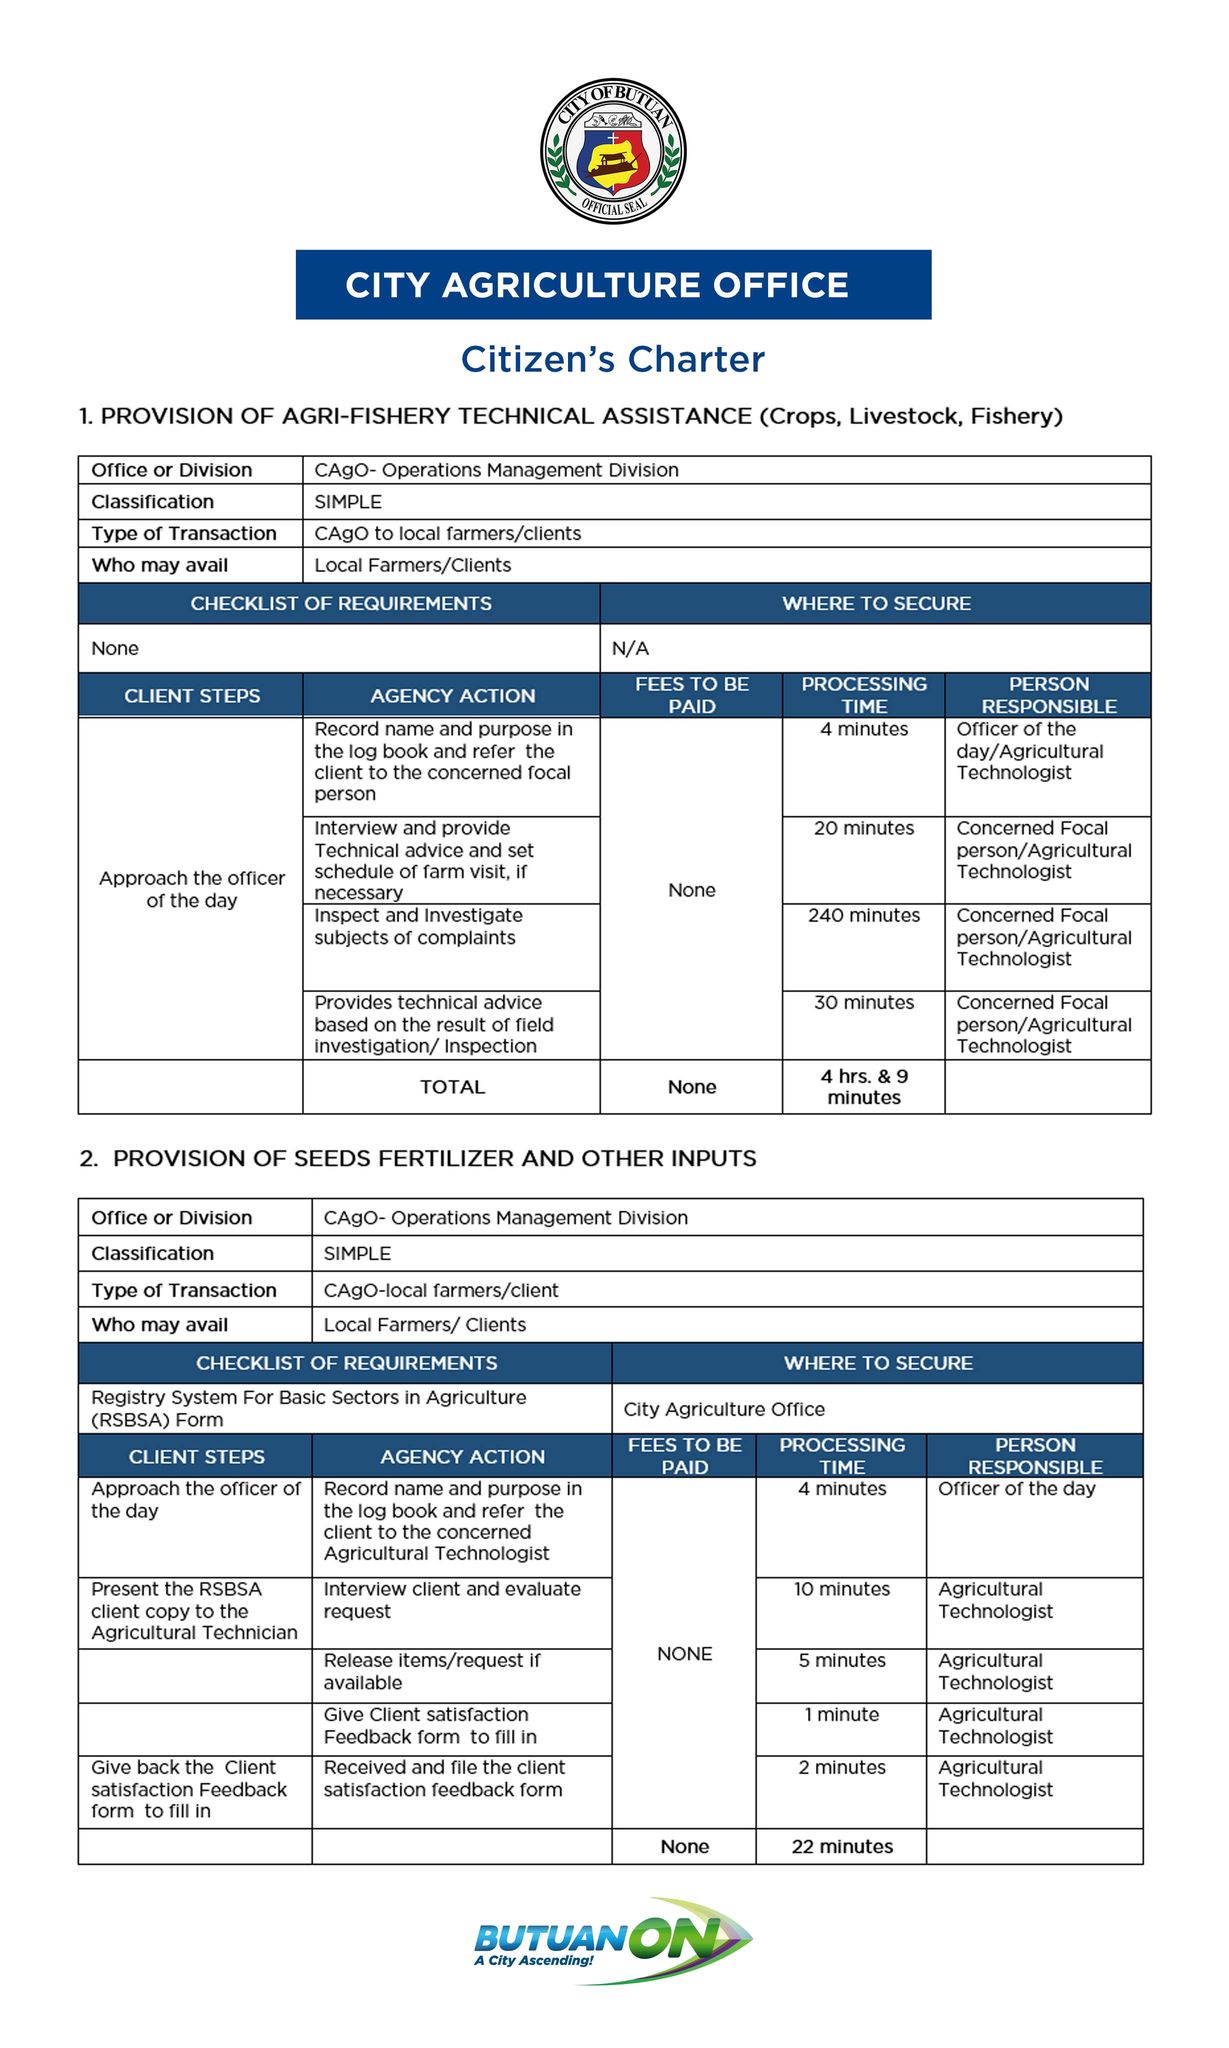 CITY OF BUTUAN
OFFICIAL SEAL
CITY AGRICULTURE OFFICE
Citizen's Charter
1. PROVISION OF AGRI-FISHERY TECHNICAL ASSISTANCE (Crops, Livestock, Fishery)
Office or Division CAgO- Operations Management Division
Classification SIMPLE
Type of Transaction CAgO to local farmers/clients
Who may avail Local Farmers/Clients
CHECKLIST OF REQUIREMENTS WHERE TO SECURE
None N/A
CLIENT STEPS AGENCY ACTION FEES TO BE PAID PROCESSING TIME PERSON RESPONSIBLE
Approach the officer
of the day
Record name and purpose in
the log book and refer the
client to the concerned focal
person
None
4 minutes
Officer of the
day/Agricultural
Technologist
Interview and provide
Technical advice and set
schedule of farm visit, if
necessary
20 minutes
Concerned Focal
person/Agricultural
Technologist
Inspect and Investigate
subjects of complaints
240 minutes
Concerned Focal
person/Agricultural
Technologist
Provides technical advice
based on the result of field
investigation/ Inspection
30 minutes
Concerned Focal
person/Agricultural
Technologist
TOTAL
None
4 hrs. & 9
minutes
2. PROVISION OF SEEDS FERTILIZER AND OTHER INPUTS
Office or Division CAgO- Operations Management Division
Classification SIMPLE
Type of Transaction CAgO-local farmers/client
Who may avail Local Farmers/ Clients
CHECKLIST OF REQUIREMENTS WHERE TO SECURE
Registry System For Basic Sectors in Agriculture
(RSBSA) Form
City Agriculture Office
CLIENT STEPS AGENCY ACTION FEES TO BE PAID PROCESSING TIME PERSON RESPONSIBLE
Approach the officer of
the day
Record name and purpose in
the log book and refer the
client to the concerned
Agricultural Technologist
NONE
4 minutes
Officer of the day
Present the RSBSA
client copy to the
Agricultural Technician
Interview client and evaluate
request
10 minutes
Agricultural
Technologist
Release items/request if
available
5 minutes
Agricultural
Technologist
Give Client satisfaction
Feedback form to fill in
1 minute
Agricultural
Technologist
Give back the Client
satisfaction Feedback
form to fill in
Received and file the client
satisfaction feedback form
2 minutes
Agricultural
Technologist
None 22 minutes
BUTUAN ON
A City Ascending!